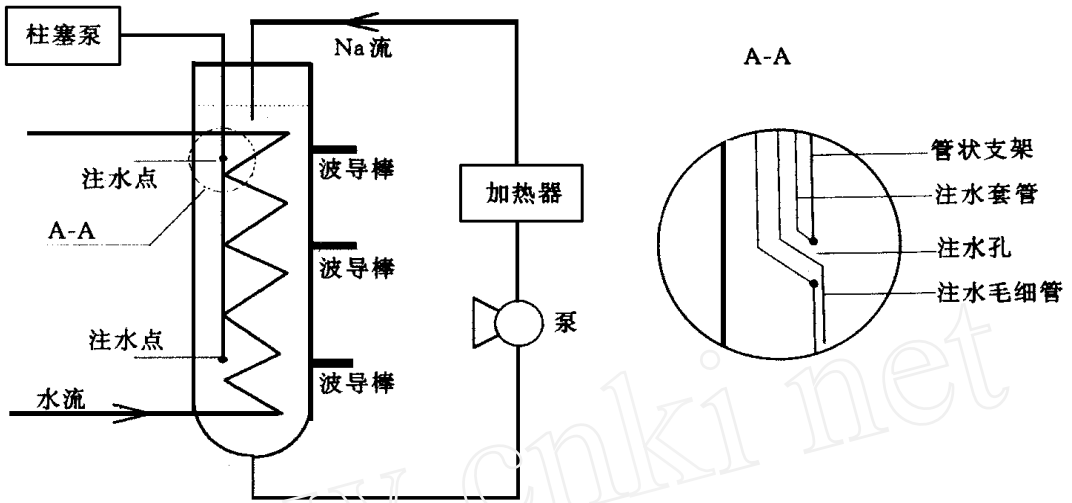 柱塞泵
Na流
A-A
注水点
A-A
波导棒
加热器
波导棒
泵
注水点
波导棒
水流
管状支架
注水套管
注水孔
注水毛细管
cnki net